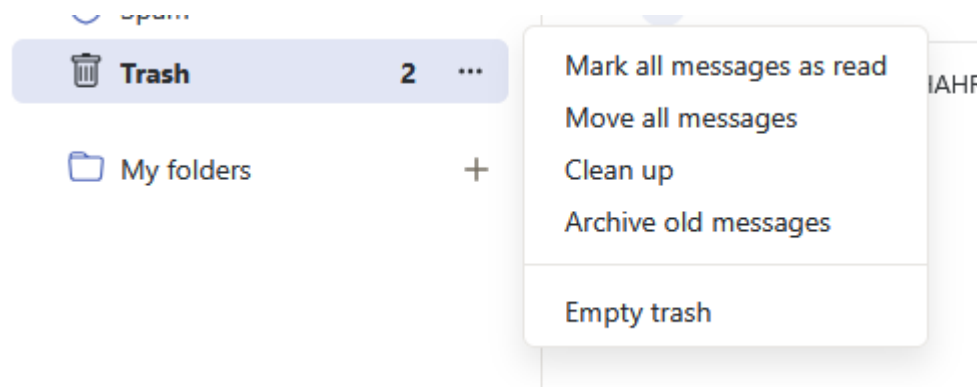 Spam
Trash 2 ...
My folders +
Mark all messages as read
Move all messages
Clean up
Archive old messages
Empty trash